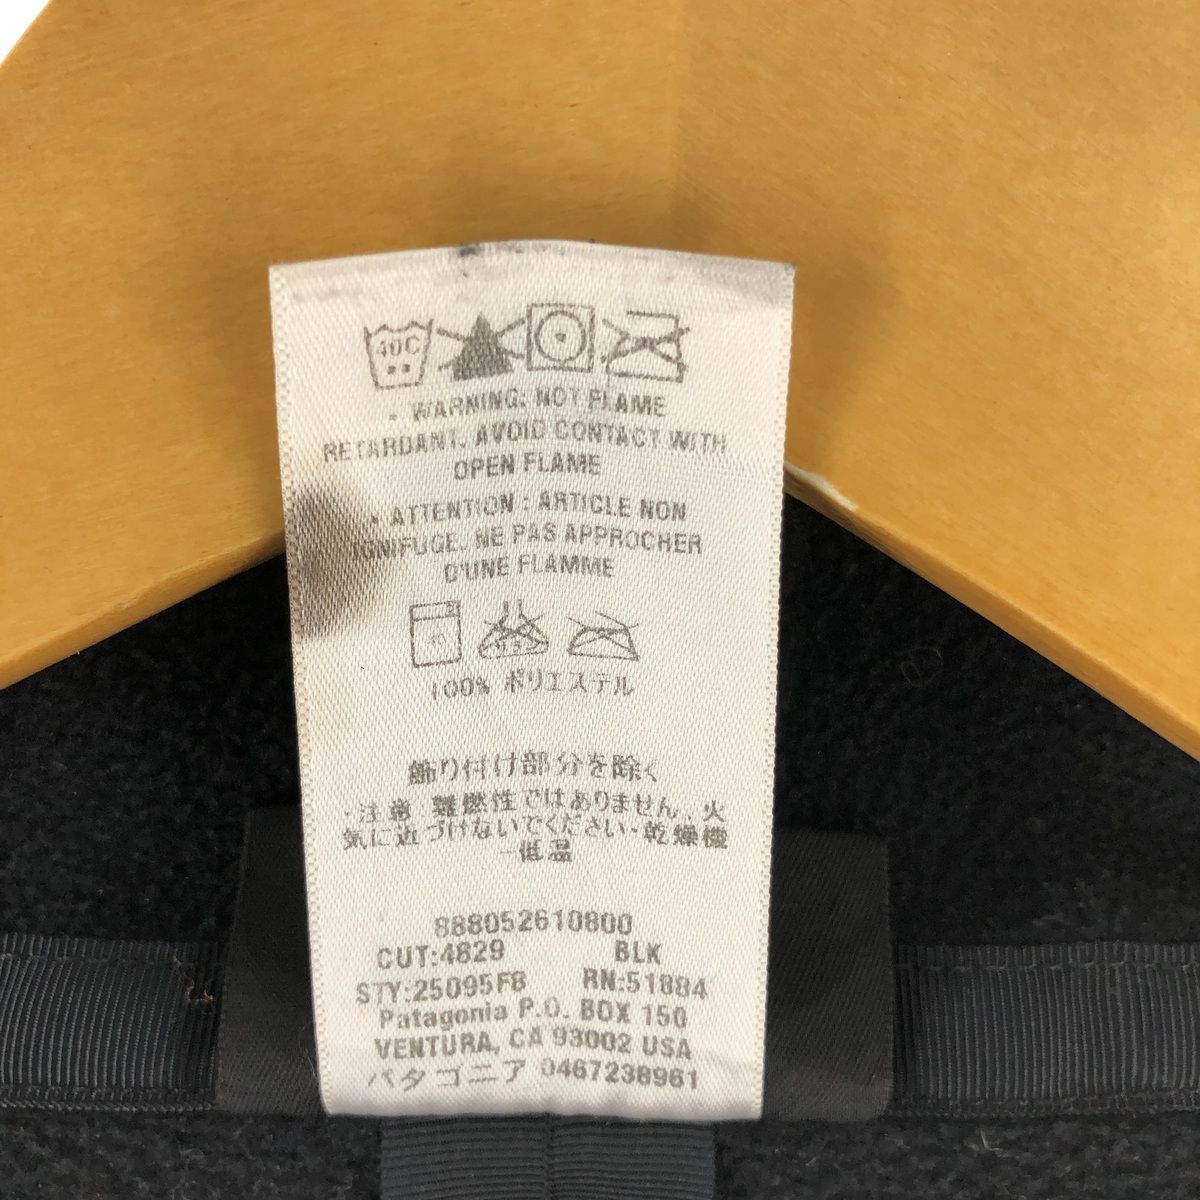 40C
• WARNING: NOT FLAME
RETARDANT. AVOID CONTACT WITH
OPEN FLAME
• ATTENTION : ARTICLE NON
IGNIFUGE. NE PAS APPROCHER
D'UNE FLAMME
100% ポリエステル
飾り付け部分を除く
・注意 難燃性ではありません、火
気に近づけないでください・乾燥機
－低温
888052610800
CUT:4829 BLK
STY:25095F8 RN:51884
Patagonia P.O. BOX 150
VENTURA, CA 93002 USA
パタゴニア 0467238961